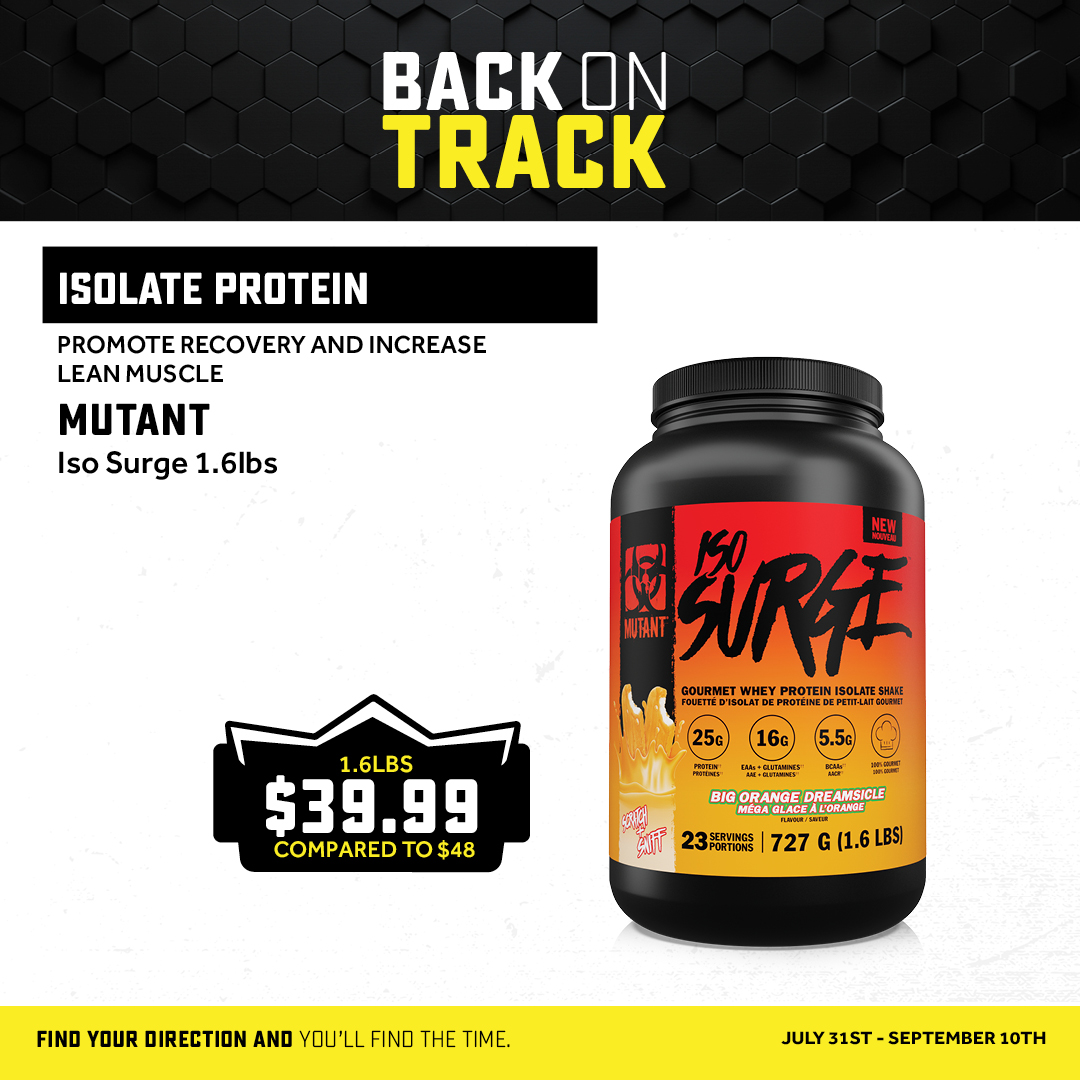 BACK ON
TRACK
ISOLATE PROTEIN
PROMOTE RECOVERY AND INCREASE
LEAN MUSCLE
MUTANT
Iso Surge 1.6lbs
NEW
NOUVEAU
ISO
SURGE
MUTANT
GOURMET WHEY PROTEIN ISOLATE SHAKE
FOUETTÉ D'ISOLAT DE PROTÉINE DE PETIT-LAIT GOURMET
25G
PROTEIN††
PROTÉINES††
16G
EAAs + GLUTAMINES††
AAE + GLUTAMINES††
5.5G
BCAAs††
AACR††
100% GOURMET
100% GOURMET
BIG ORANGE DREAMSICLE
MÉGA GLACE À L'ORANGE
FLAVOUR / SAVEUR
SCRATCH
SNIFF
23 SERVINGS
PORTIONS
727 G (1.6 LBS)
1.6LBS
$39.99
COMPARED TO $48
FIND YOUR DIRECTION AND YOU'LL FIND THE TIME.
JULY 31ST - SEPTEMBER 10TH